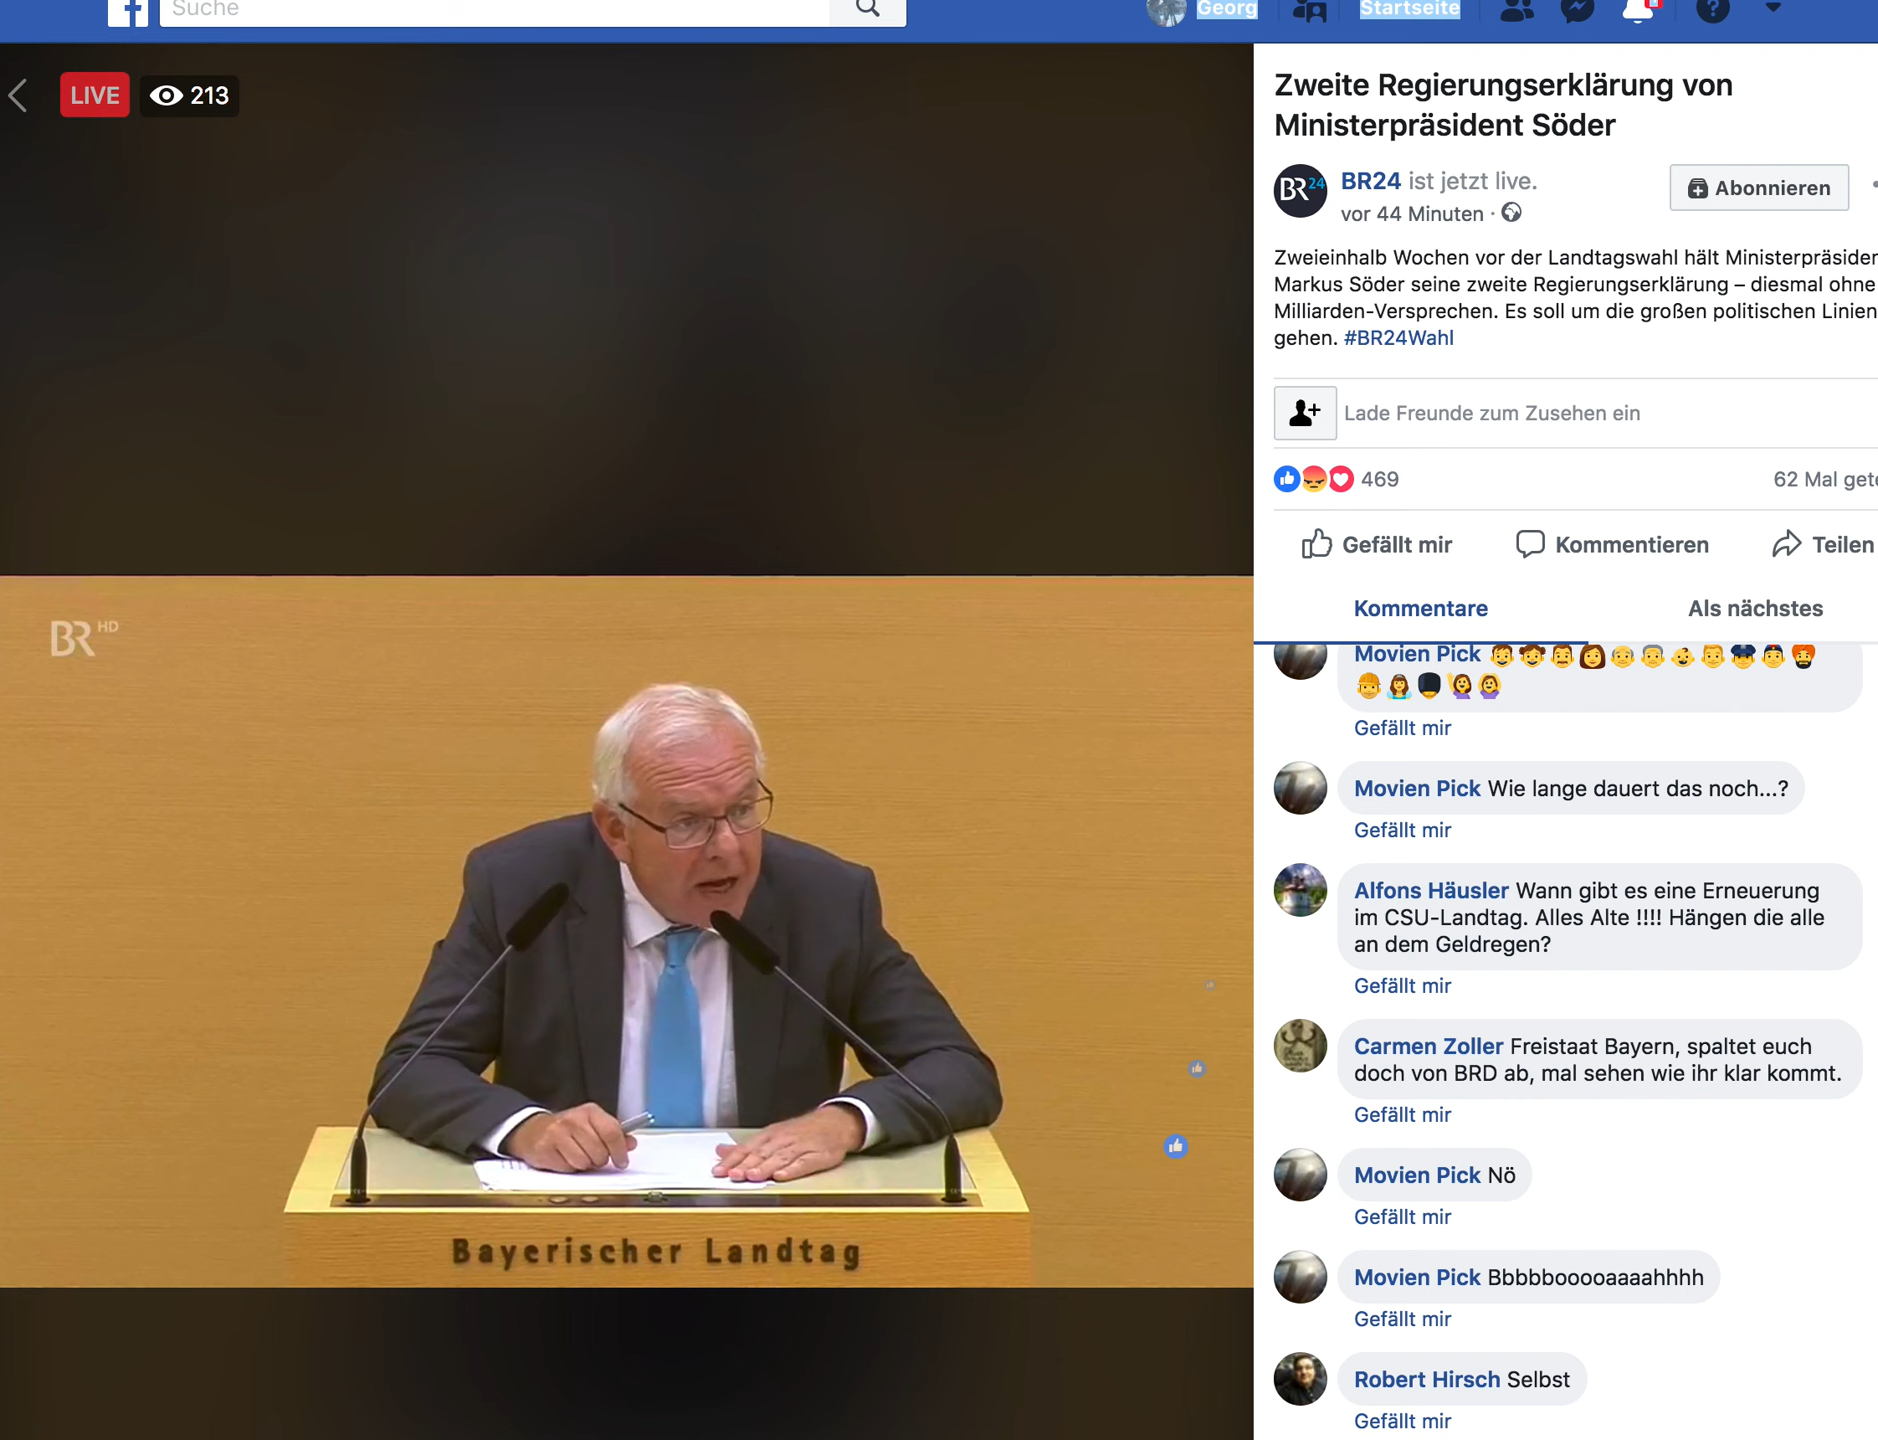 Suche
Georg
Startseite
LIVE
213
BR HD
Bayerischer Landtag
Zweite Regierungserklärung von
Ministerpräsident Söder
BR24
BR24 ist jetzt live.
vor 44 Minuten ·
Abonnieren
Zweieinhalb Wochen vor der Landtagswahl hält Ministerpräsiden
Markus Söder seine zweite Regierungserklärung – diesmal ohne
Milliarden-Versprechen. Es soll um die großen politischen Linien
gehen. #BR24Wahl
Lade Freunde zum Zusehen ein
469
62 Mal gete
Gefällt mir
Kommentieren
Teilen
Kommentare
Als nächstes
Movien Pick
Gefällt mir
Movien Pick Wie lange dauert das noch...?
Gefällt mir
Alfons Häusler Wann gibt es eine Erneuerung
im CSU-Landtag. Alles Alte !!!! Hängen die alle
an dem Geldregen?
Gefällt mir
Carmen Zoller Freistaat Bayern, spaltet euch
doch von BRD ab, mal sehen wie ihr klar kommt.
Gefällt mir
Movien Pick Nö
Gefällt mir
Movien Pick Bbbbbooooaaaahhhh
Gefällt mir
Robert Hirsch Selbst
Gefällt mir